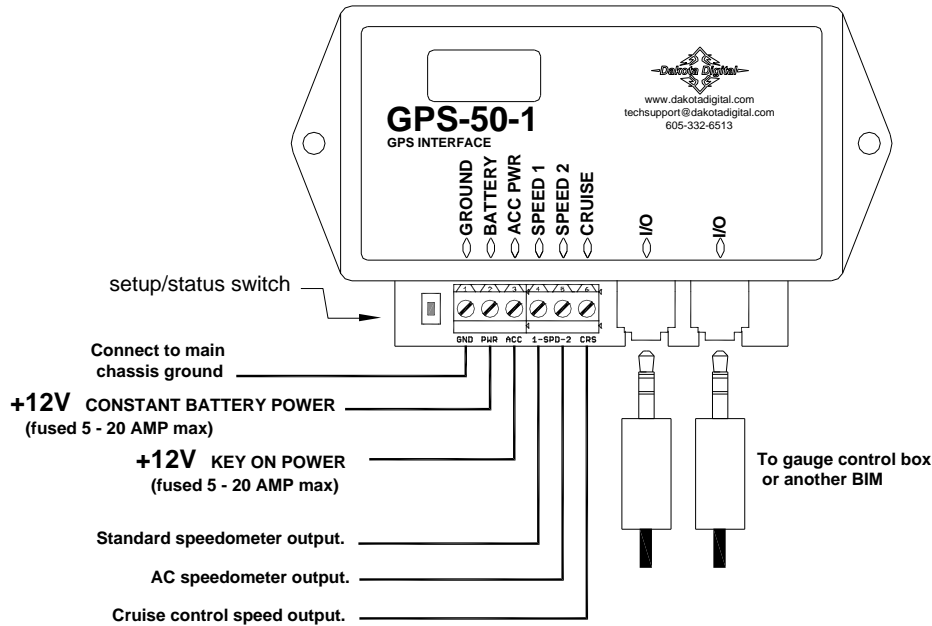 Dakota Digital
www.dakotadigital.com
techsupport@dakotadigital.com
605-332-6513
GPS-50-1
GPS INTERFACE
GROUND
BATTERY
ACC PWR
SPEED 1
SPEED 2
CRUISE
I/O
I/O
setup/status switch
1 2 3 4 5 6
GND PWR ACC 1-SPD-2 CRS
Connect to main
chassis ground
+12V CONSTANT BATTERY POWER
(fused 5 - 20 AMP max)
+12V KEY ON POWER
(fused 5 - 20 AMP max)
To gauge control box
or another BIM
Standard speedometer output.
AC speedometer output.
Cruise control speed output.